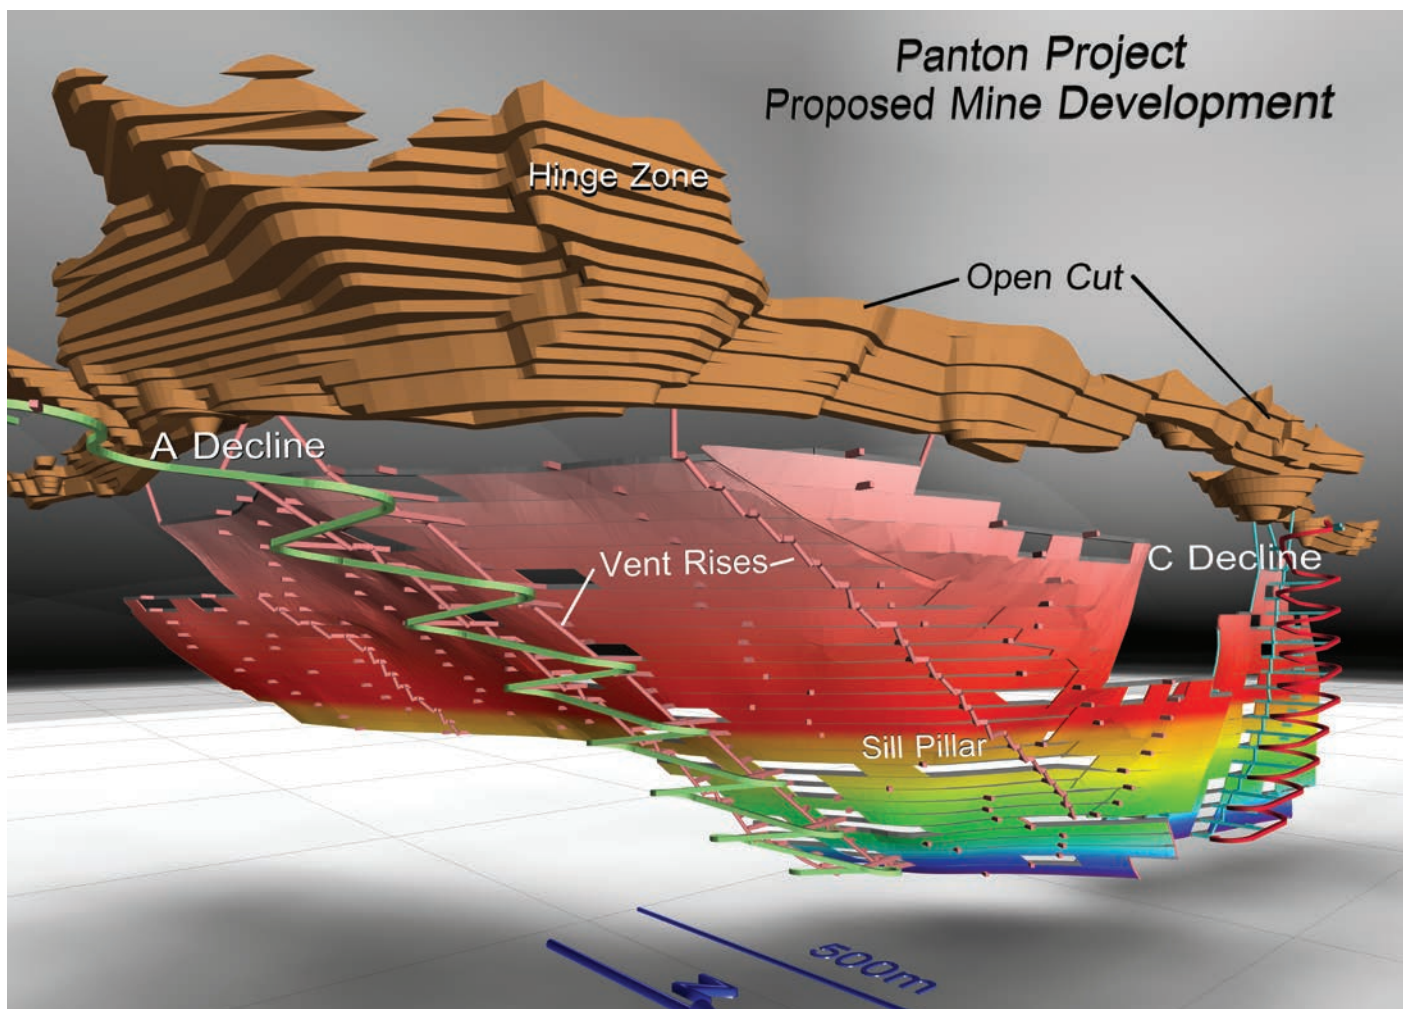 Panton Project
Proposed Mine Development
Hinge Zone
Open Cut
A Decline
C Decline
Vent Rises
Sill Pillar
500m
N